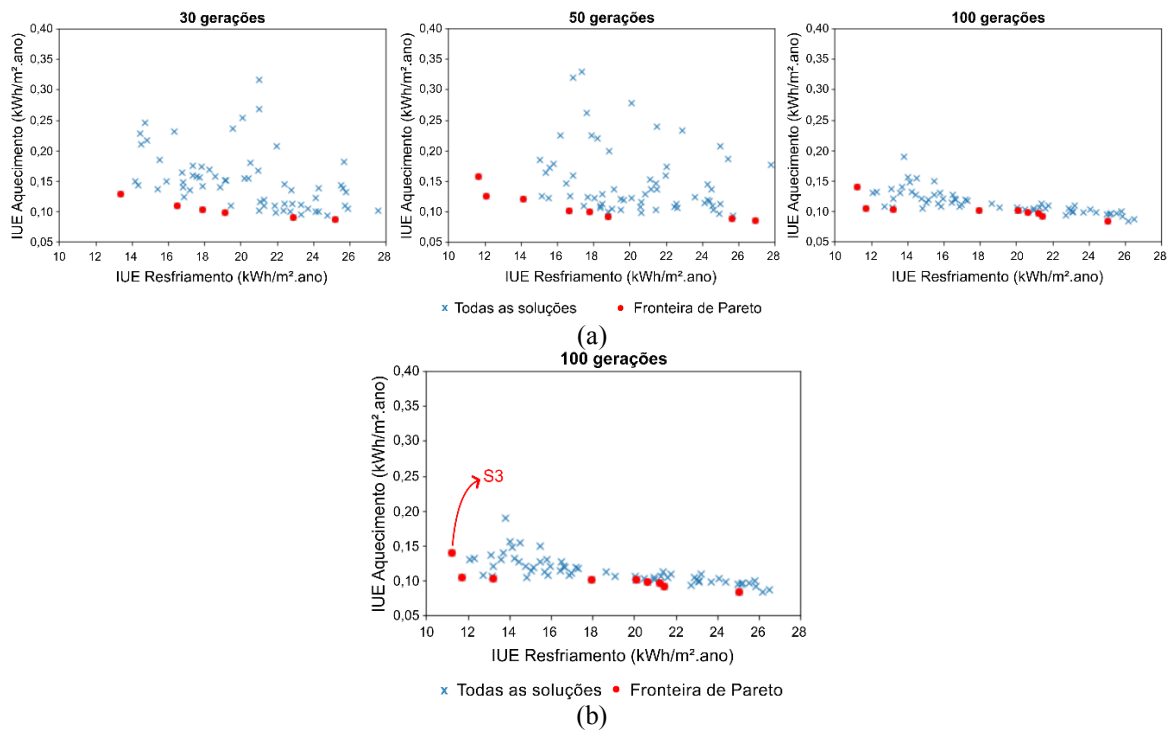 30 gerações
50 gerações
100 gerações
IUE Aquecimento (kWh/m².ano)
0,40
0,35
0,30
0,25
0,20
0,15
0,10
0,05
10 12 14 16 18 20 22 24 26 28
IUE Resfriamento (kWh/m².ano)
IUE Aquecimento (kWh/m².ano)
0,40
0,35
0,30
0,25
0,20
0,15
0,10
0,05
10 12 14 16 18 20 22 24 26 28
IUE Resfriamento (kWh/m².ano)
IUE Aquecimento (kWh/m².ano)
0,40
0,35
0,30
0,25
0,20
0,15
0,10
0,05
10 12 14 16 18 20 22 24 26 28
IUE Resfriamento (kWh/m².ano)
Todas as soluções Fronteira de Pareto
(a)
100 gerações
IUE Aquecimento (kWh/m².ano)
0,40
0,35
0,30
0,25
0,20
0,15
0,10
0,05
S3
10 12 14 16 18 20 22 24 26 28
IUE Resfriamento (kWh/m².ano)
Todas as soluções Fronteira de Pareto
(b)